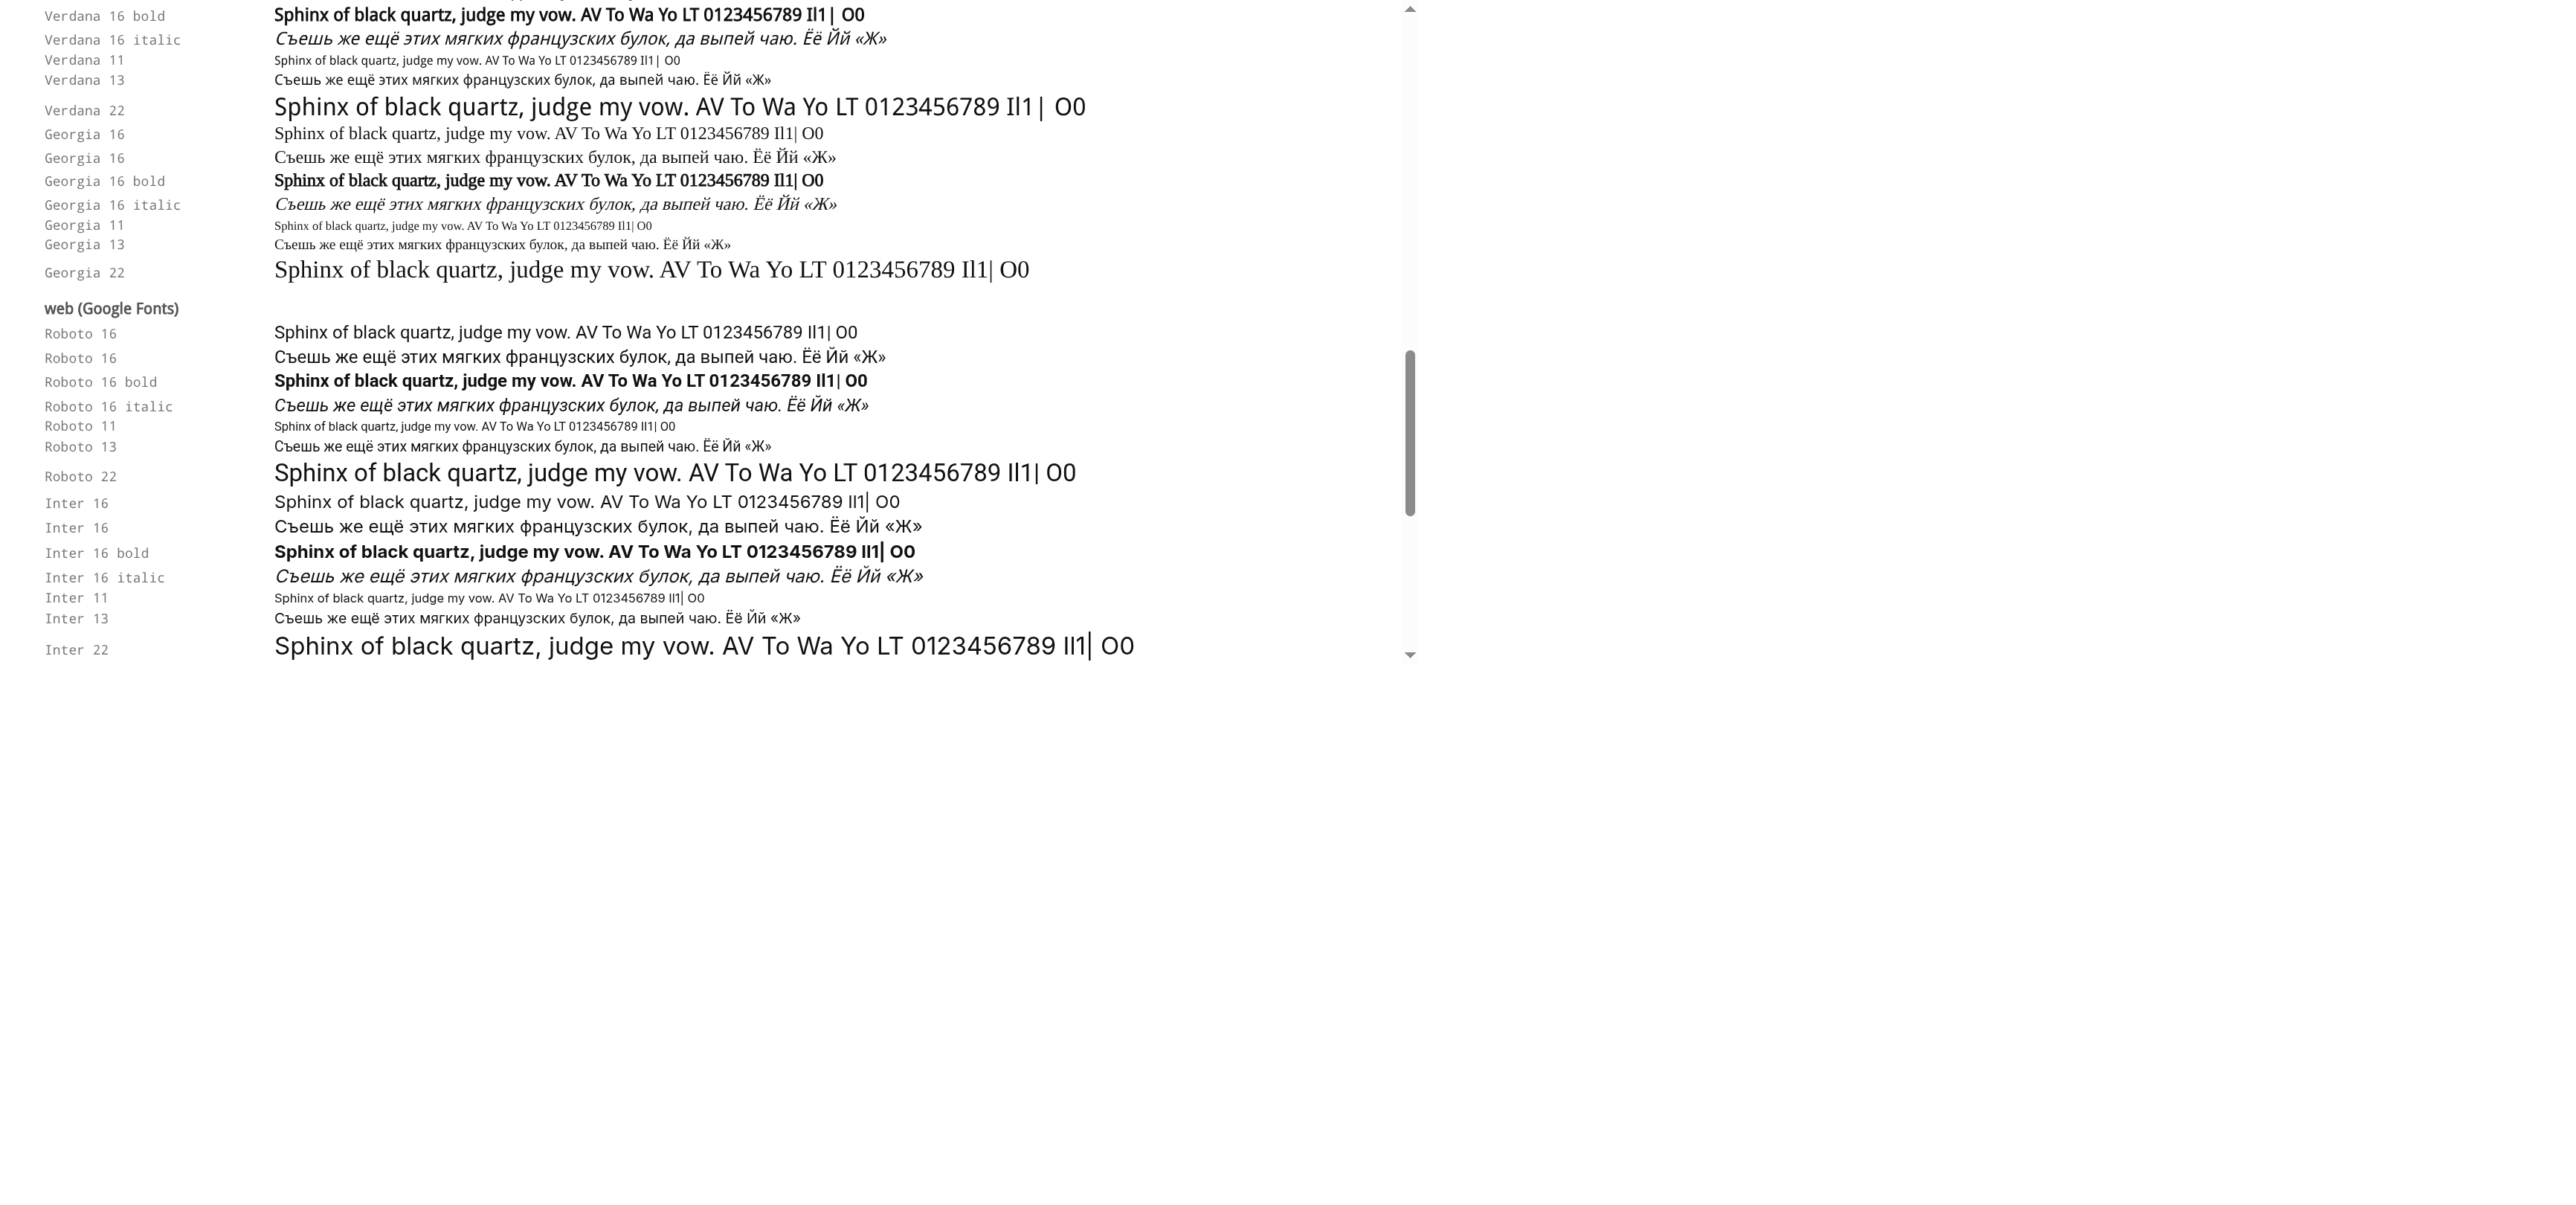 Verdana 16 bold Sphinx of black quartz, judge my vow. AV To Wa Yo LT 0123456789 Il1| O0
Verdana 16 italic Съешь же ещё этих мягких французских булок, да выпей чаю. Ёё Йй «Ж»
Verdana 11 Sphinx of black quartz, judge my vow. AV To Wa Yo LT 0123456789 Il1| O0
Verdana 13 Съешь же ещё этих мягких французских булок, да выпей чаю. Ёё Йй «Ж»
Verdana 22 Sphinx of black quartz, judge my vow. AV To Wa Yo LT 0123456789 Il1| O0
Georgia 16 Sphinx of black quartz, judge my vow. AV To Wa Yo LT 0123456789 Il1| O0
Georgia 16 Съешь же ещё этих мягких французских булок, да выпей чаю. Ёё Йй «Ж»
Georgia 16 bold Sphinx of black quartz, judge my vow. AV To Wa Yo LT 0123456789 Il1| O0
Georgia 16 italic Съешь же ещё этих мягких французских булок, да выпей чаю. Ёё Йй «Ж»
Georgia 11 Sphinx of black quartz, judge my vow. AV To Wa Yo LT 0123456789 Il1| O0
Georgia 13 Съешь же ещё этих мягких французских булок, да выпей чаю. Ёё Йй «Ж»
Georgia 22 Sphinx of black quartz, judge my vow. AV To Wa Yo LT 0123456789 Il1| O0
web (Google Fonts)
Roboto 16 Sphinx of black quartz, judge my vow. AV To Wa Yo LT 0123456789 Il1| O0
Roboto 16 Съешь же ещё этих мягких французских булок, да выпей чаю. Ёё Йй «Ж»
Roboto 16 bold Sphinx of black quartz, judge my vow. AV To Wa Yo LT 0123456789 Il1| O0
Roboto 16 italic Съешь же ещё этих мягких французских булок, да выпей чаю. Ёё Йй «Ж»
Roboto 11 Sphinx of black quartz, judge my vow. AV To Wa Yo LT 0123456789 Il1| O0
Roboto 13 Съешь же ещё этих мягких французских булок, да выпей чаю. Ёё Йй «Ж»
Roboto 22 Sphinx of black quartz, judge my vow. AV To Wa Yo LT 0123456789 Il1| O0
Inter 16 Sphinx of black quartz, judge my vow. AV To Wa Yo LT 0123456789 Il1| O0
Inter 16 Съешь же ещё этих мягких французских булок, да выпей чаю. Ёё Йй «Ж»
Inter 16 bold Sphinx of black quartz, judge my vow. AV To Wa Yo LT 0123456789 Il1| O0
Inter 16 italic Съешь же ещё этих мягких французских булок, да выпей чаю. Ёё Йй «Ж»
Inter 11 Sphinx of black quartz, judge my vow. AV To Wa Yo LT 0123456789 Il1| O0
Inter 13 Съешь же ещё этих мягких французских булок, да выпей чаю. Ёё Йй «Ж»
Inter 22 Sphinx of black quartz, judge my vow. AV To Wa Yo LT 0123456789 Il1| O0